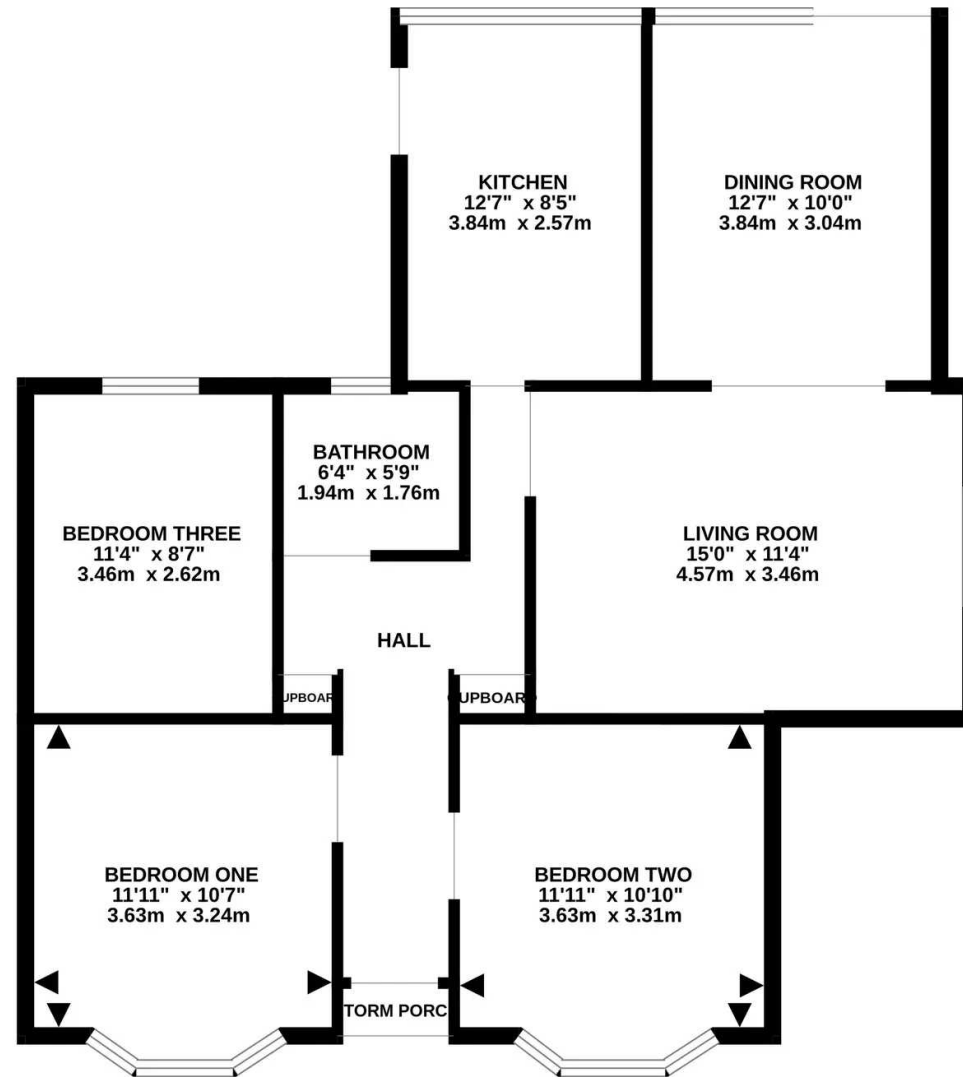 KITCHEN
12'7" x 8'5"
3.84m x 2.57m
DINING ROOM
12'7" x 10'0"
3.84m x 3.04m
BATHROOM
6'4" x 5'9"
1.94m x 1.76m
BEDROOM THREE
11'4" x 8'7"
3.46m x 2.62m
LIVING ROOM
15'0" x 11'4"
4.57m x 3.46m
HALL
UPBOAR
UPBOARD
BEDROOM ONE
11'11" x 10'7"
3.63m x 3.24m
BEDROOM TWO
11'11" x 10'10"
3.63m x 3.31m
TORM PORC